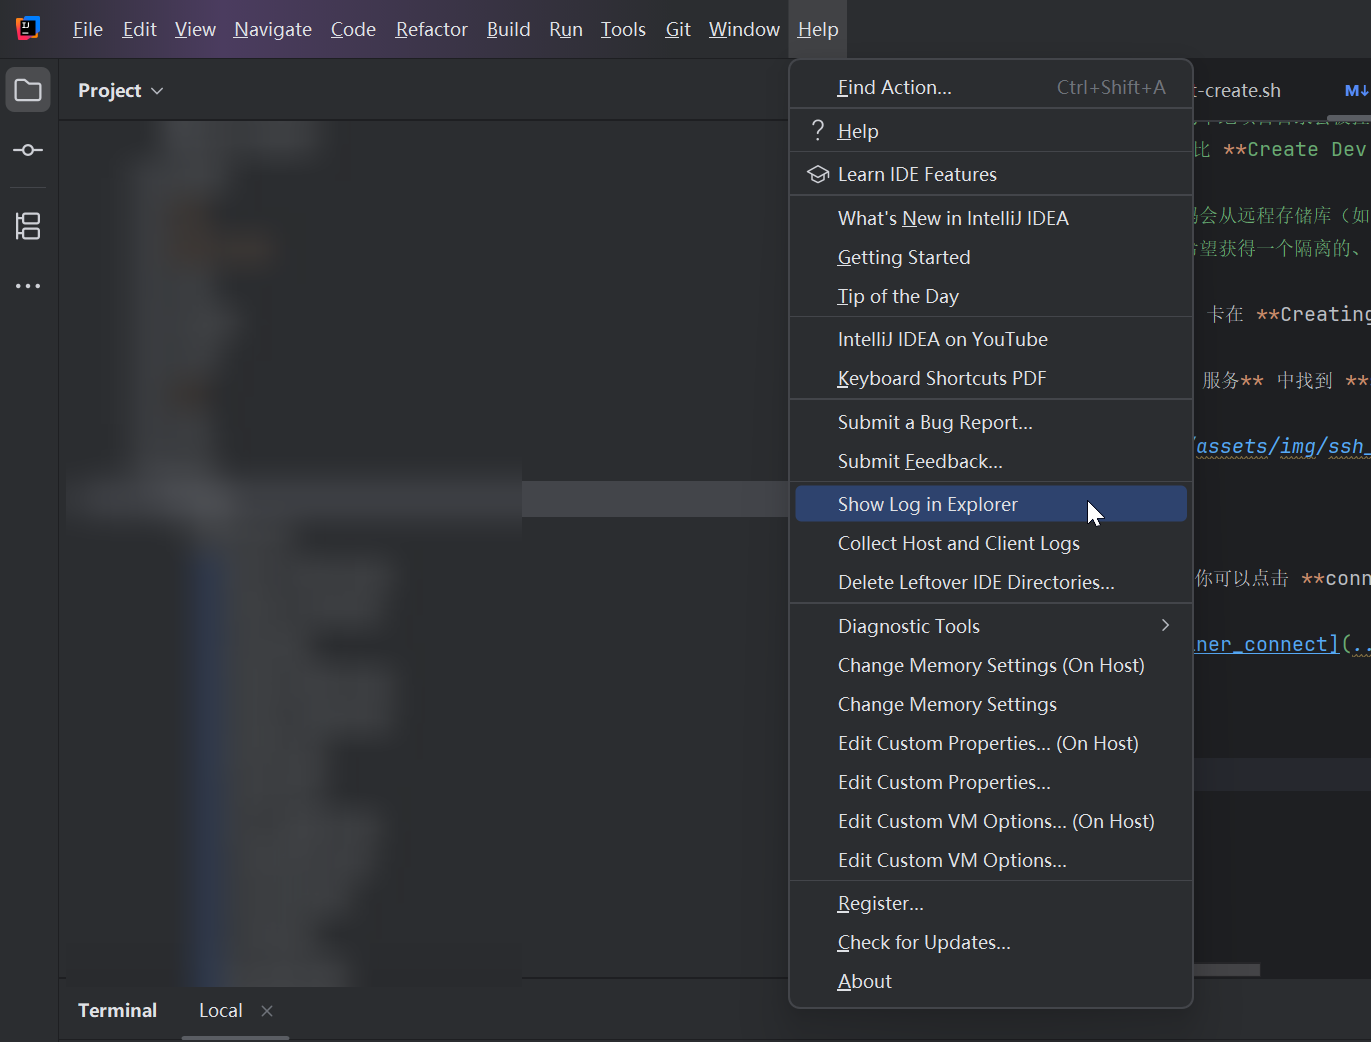 File Edit View Navigate Code Refactor Build Run Tools Git Window Help
Project
Find Action... Ctrl+Shift+A
Help
Learn IDE Features
What's New in IntelliJ IDEA
Getting Started
Tip of the Day
IntelliJ IDEA on YouTube
Keyboard Shortcuts PDF
Submit a Bug Report...
Submit Feedback...
Show Log in Explorer
Collect Host and Client Logs
Delete Leftover IDE Directories...
Diagnostic Tools
Change Memory Settings (On Host)
Change Memory Settings
Edit Custom Properties... (On Host)
Edit Custom Properties...
Edit Custom VM Options... (On Host)
Edit Custom VM Options...
Register...
Check for Updates...
About
-create.sh M↓
比 **Create Dev
会从远程存储库（如
望获得一个隔离的、
卡在 **Creating
服务** 中找到 **
/assets/img/ssh_
你可以点击 **conn
ner_connect](..
Terminal Local ×